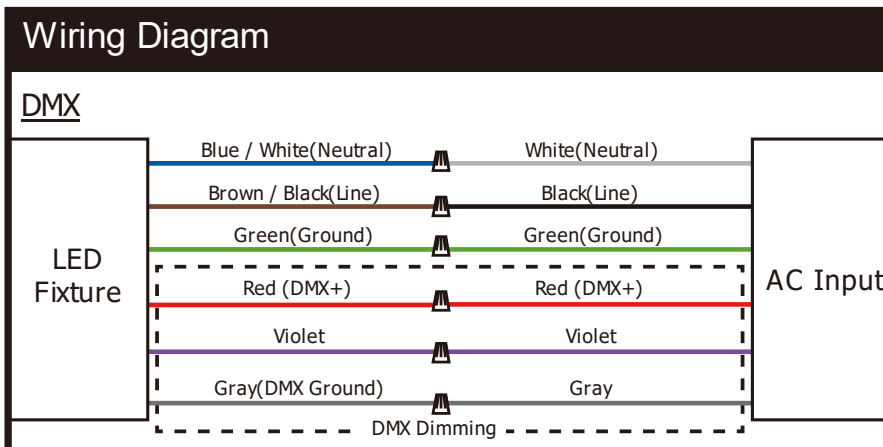 Wiring Diagram
DMX
Blue / White(Neutral) White(Neutral)
Brown / Black(Line) Black(Line)
Green(Ground) Green(Ground)
LED
Fixture
AC Input
Red (DMX+) Red (DMX+)
Violet Violet
Gray(DMX Ground) Gray
DMX Dimming